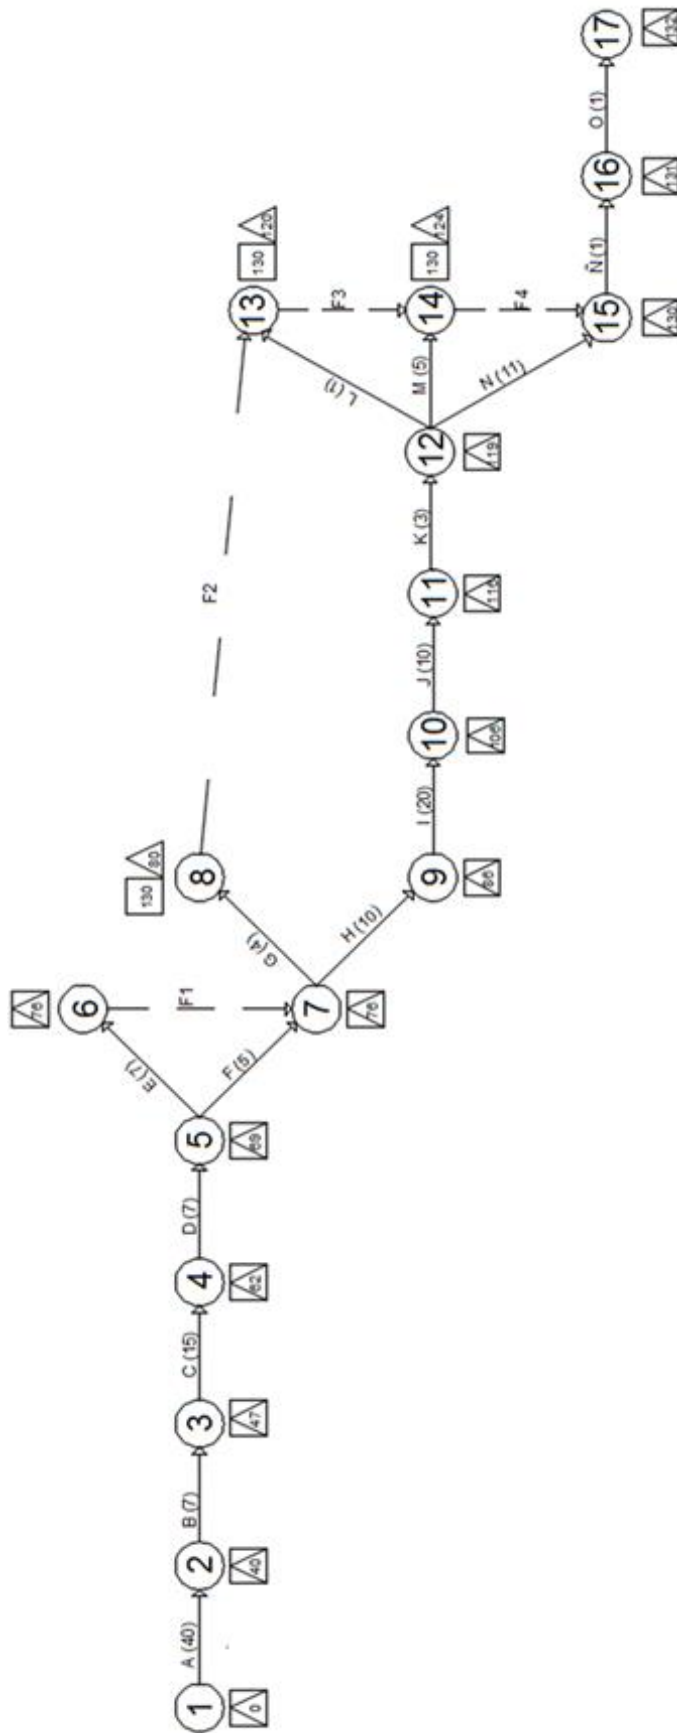 1
0
A (40)
2
40
B (7)
3
47
C (15)
4
62
D (7)
5
69
E (7)
F (5)
6
76
F1
7
76
G (4)
H (10)
8
130
80
9
86
F2
I (20)
10
106
J (10)
11
116
K (3)
12
119
L (1)
M (5)
N (11)
13
130
120
F3
14
130
124
F4
15
130
Ñ (1)
16
131
O (1)
17
132